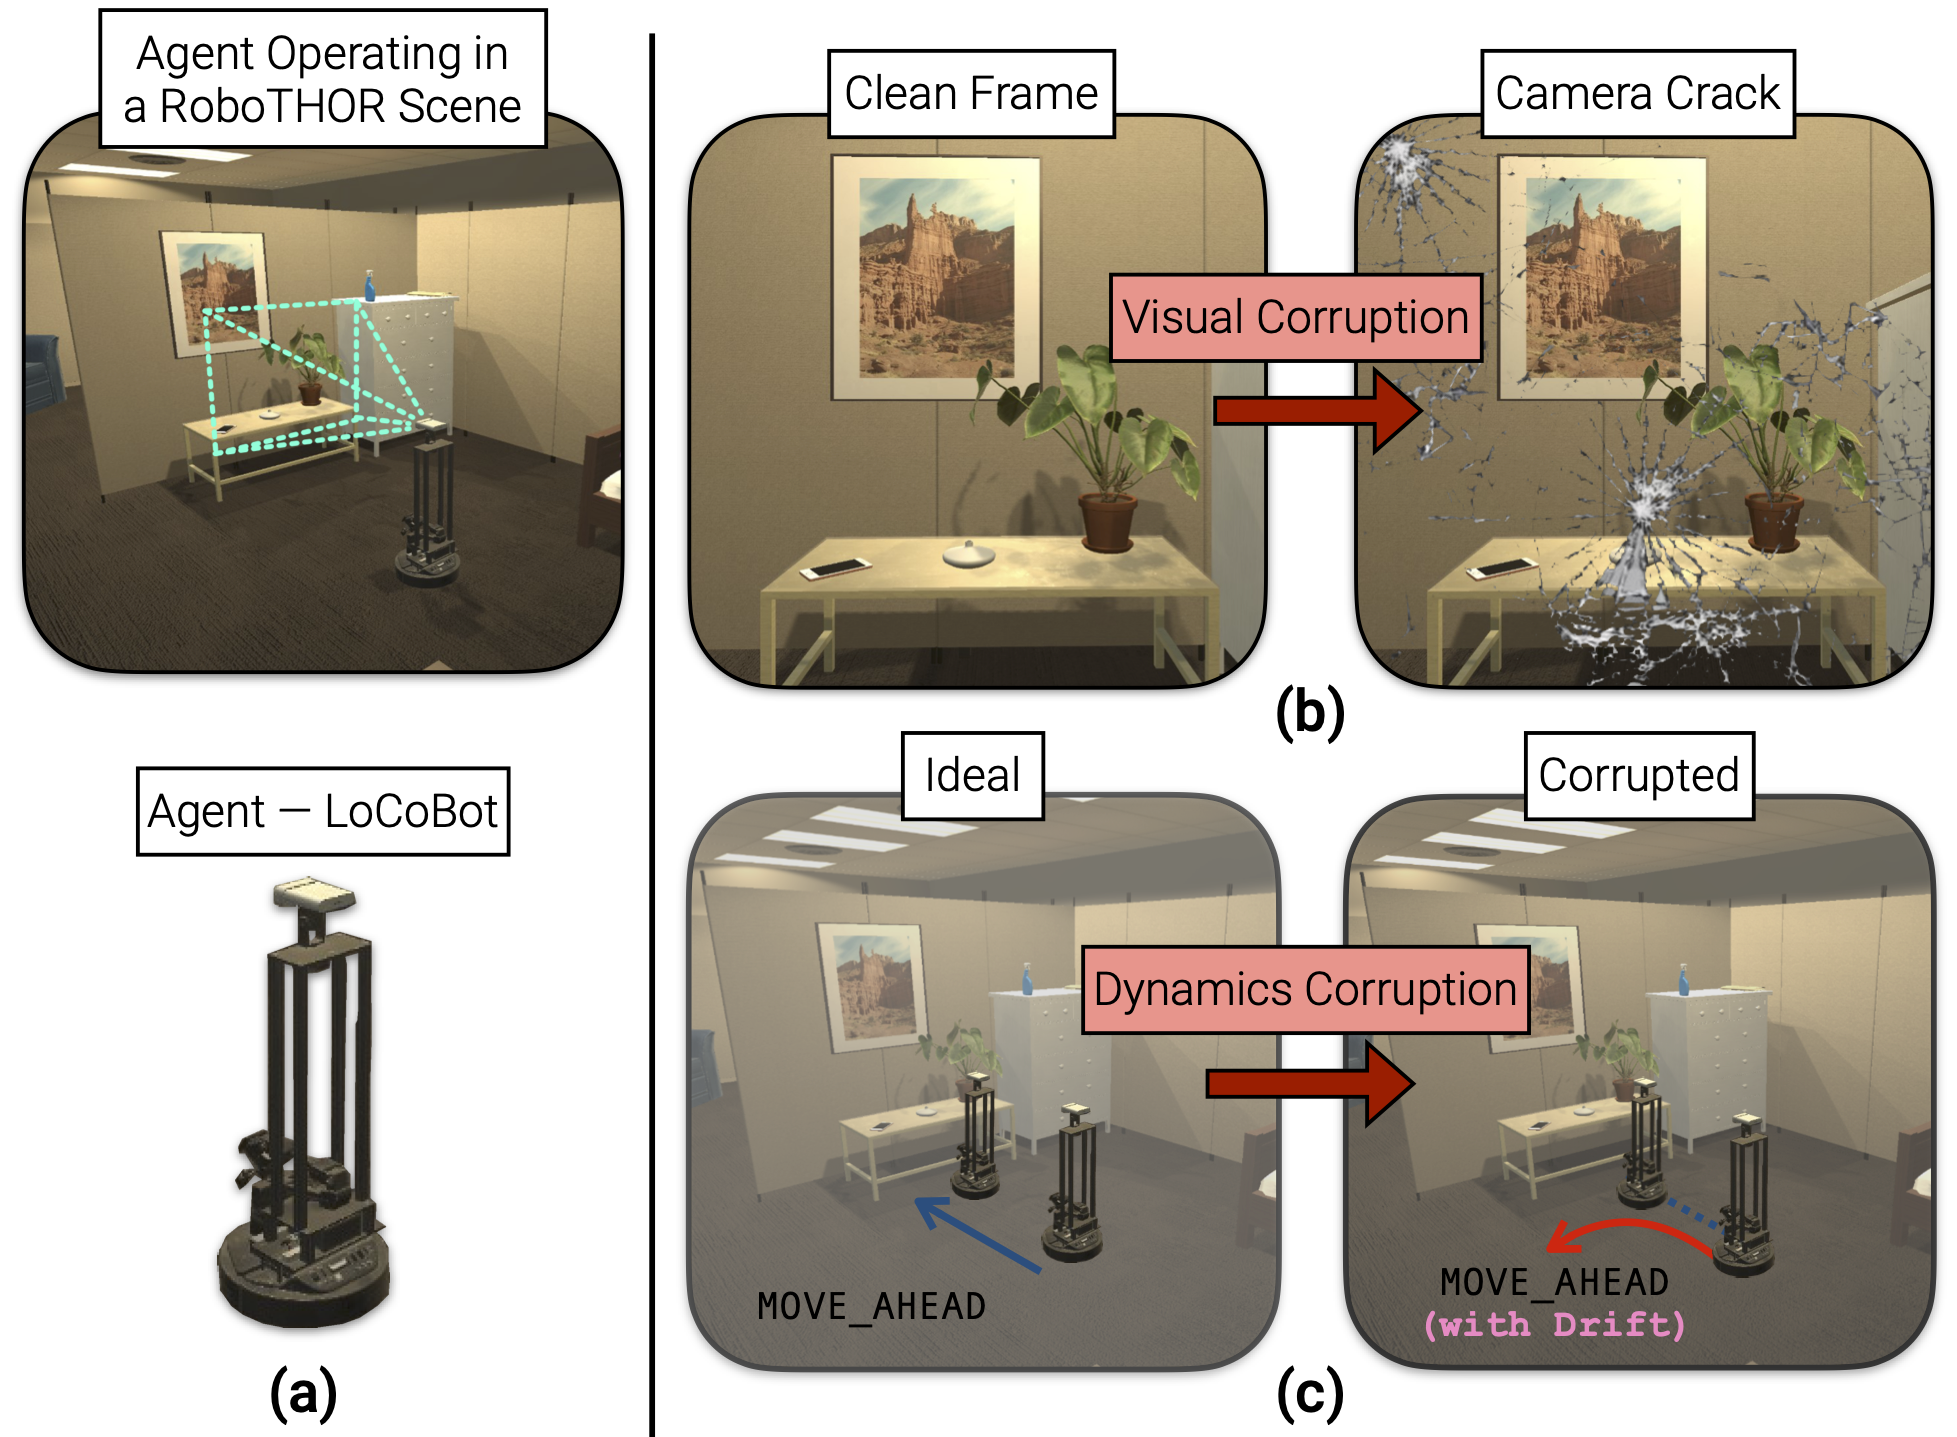 Agent Operating in
a RoboTHOR Scene
Agent — LoCoBot
(a)
Clean Frame
Camera Crack
Visual Corruption
(b)
Ideal
Corrupted
Dynamics Corruption
MOVE_AHEAD
MOVE_AHEAD
(with Drift)
(c)